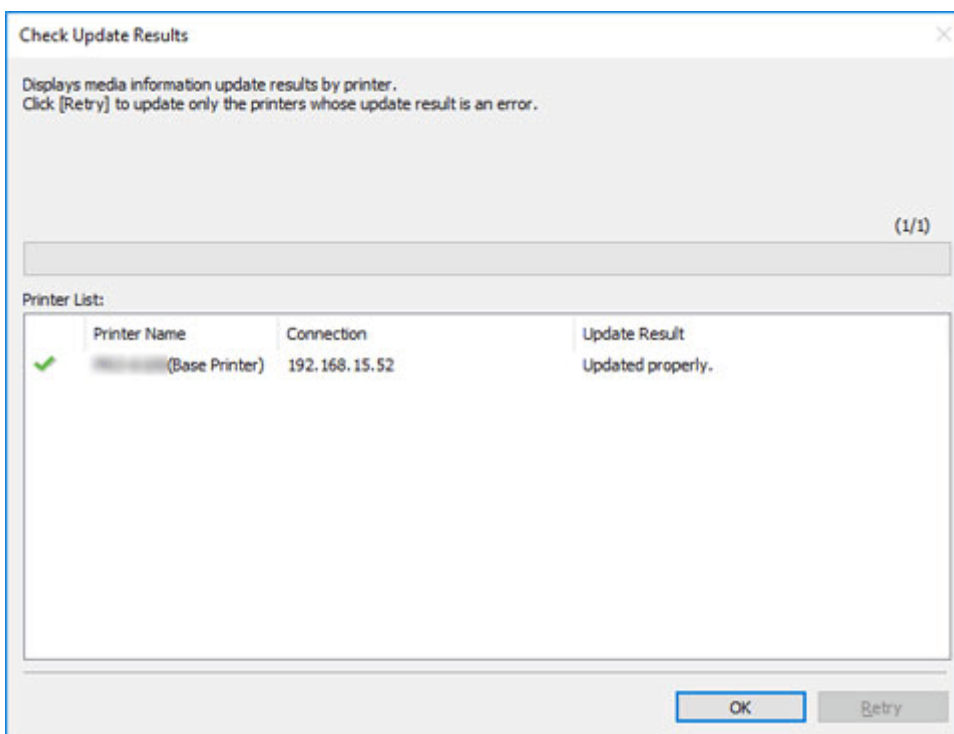 Check Update Results
Displays media information update results by printer.
Click [Retry] to update only the printers whose update result is an error.
(1/1)
Printer List:
Printer Name Connection Update Result
(Base Printer) 192.168.15.52 Updated properly.
OK Retry